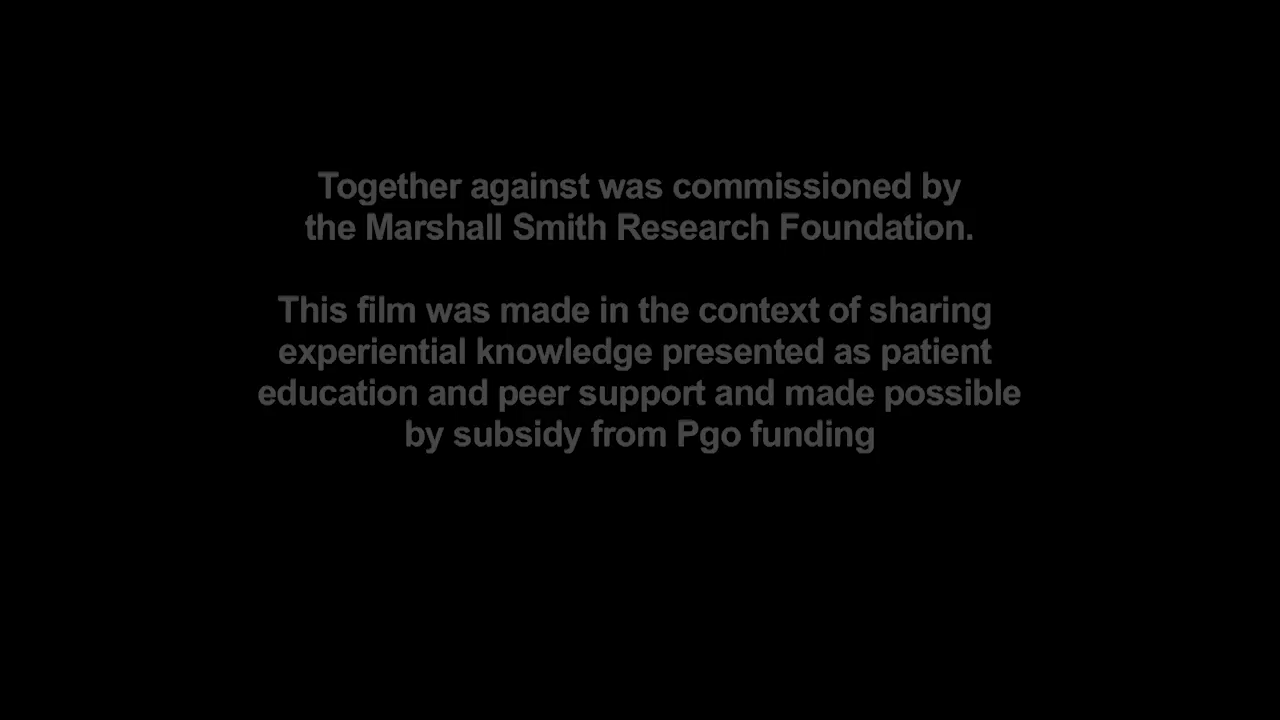 Together against was commissioned by
the Marshall Smith Research Foundation.
This film was made in the context of sharing
experiential knowledge presented as patient
education and peer support and made possible
by subsidy from Pgo funding